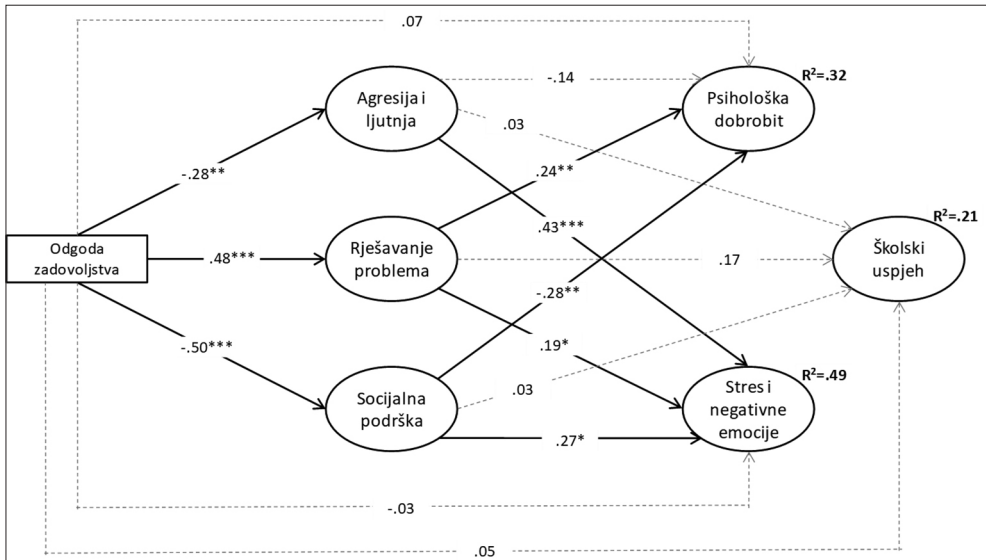 .07
R²=.32
Agresija i
ljutnja
-.14
Psihološka
dobrobit
.03
-.28**
.24**
R²=.21
.43***
Odgoda
zadovoljstva
.48***
Rješavanje
problema
.17
Školski
uspjeh
-.28**
-.50***
.19*
R²=.49
.03
Socijalna
podrška
Stres i
negativne
emocije
.27*
-.03
.05